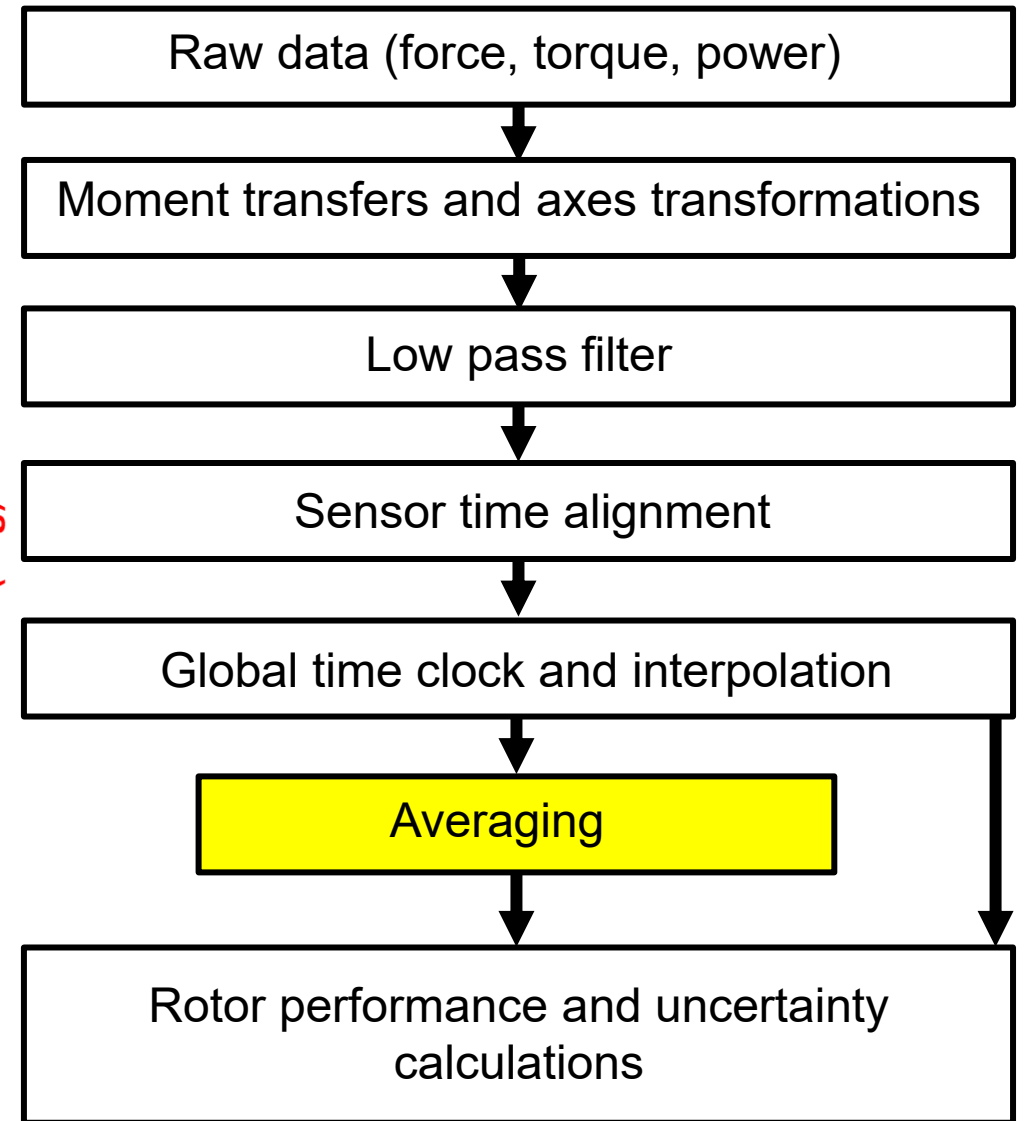 Raw data (force, torque, power)
Moment transfers and axes transformations
Low pass filter
Sensor time alignment
Global time clock and interpolation
Averaging
Rotor performance and uncertainty
calculations